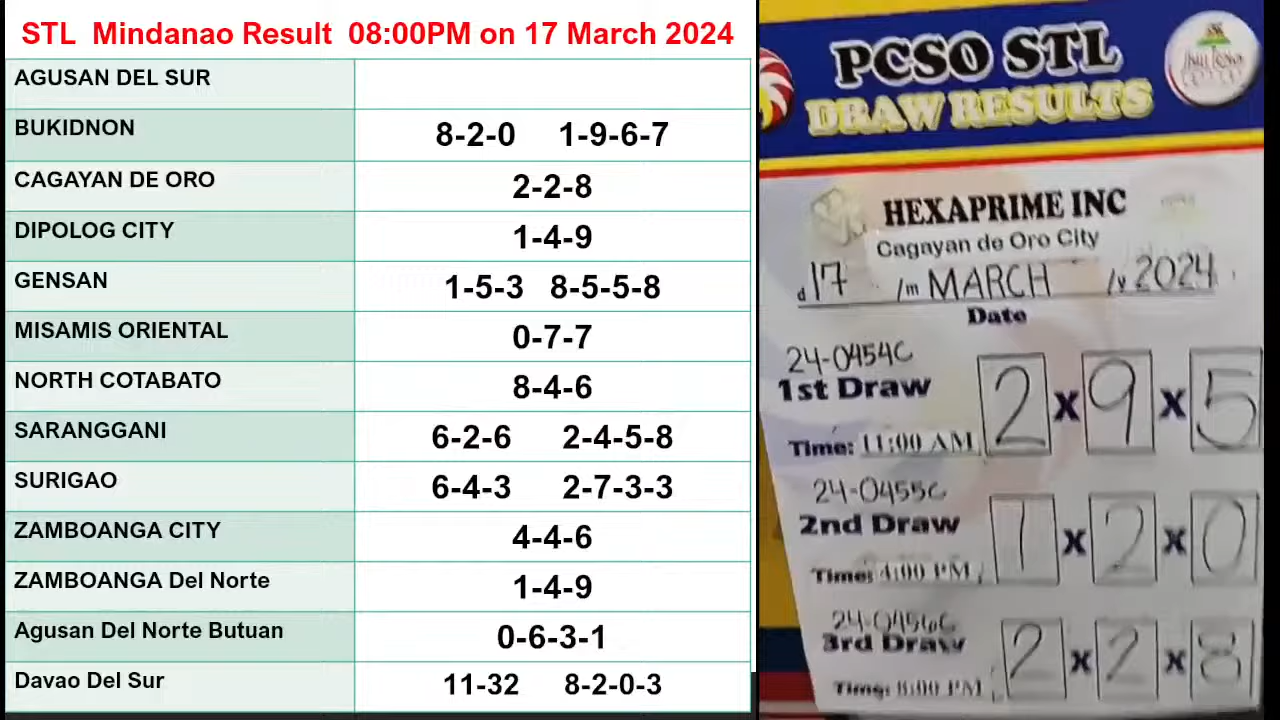 STL Mindanao Result 08:00PM on 17 March 2024
AGUSAN DEL SUR
BUKIDNON 8-2-0 1-9-6-7
CAGAYAN DE ORO 2-2-8
DIPOLOG CITY 1-4-9
GENSAN 1-5-3 8-5-5-8
MISAMIS ORIENTAL 0-7-7
NORTH COTABATO 8-4-6
SARANGGANI 6-2-6 2-4-5-8
SURIGAO 6-4-3 2-7-3-3
ZAMBOANGA CITY 4-4-6
ZAMBOANGA Del Norte 1-4-9
Agusan Del Norte Butuan 0-6-3-1
Davao Del Sur 11-32 8-2-0-3
PCSO STL
DRAW RESULTS
HEXAPRIME INC
Cagayan de Oro City
d 17 /m MARCH /y 2024
Date
24-0454C
1st Draw 2 x 9 x 5
Time: 11:00 AM
24-0455C
2nd Draw 1 x 2 x 0
Time: 4:00 PM
24-0456C
3rd Draw 2 x 2 x 8
Time: 8:00 PM